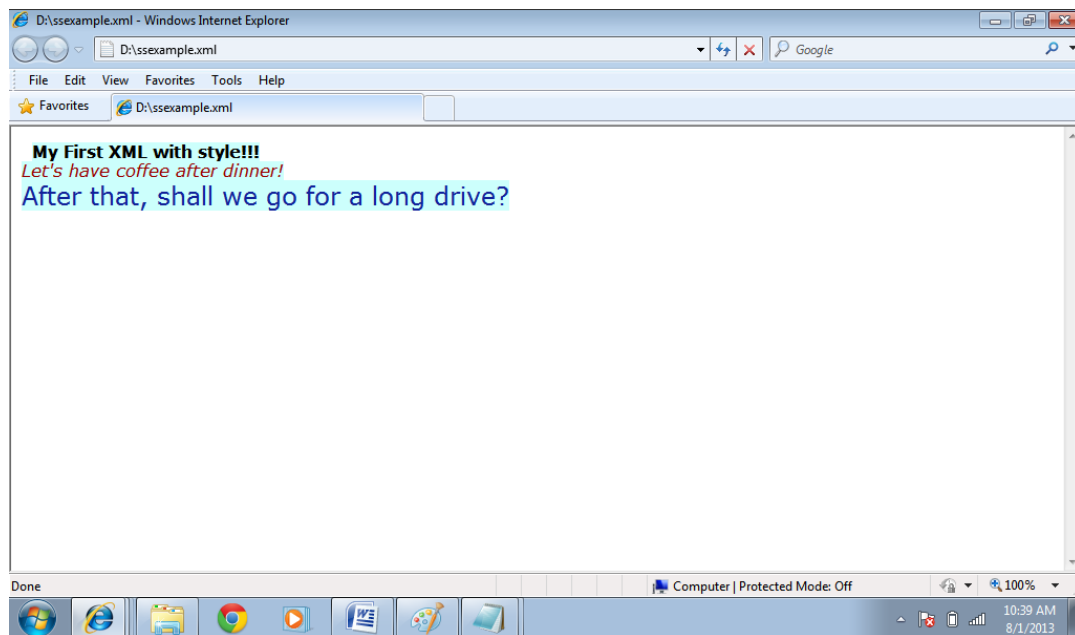 D:\ssexample.xml - Windows Internet Explorer
D:\ssexample.xml
Google
File Edit View Favorites Tools Help
Favorites
D:\ssexample.xml
My First XML with style!!!
Let's have coffee after dinner!
After that, shall we go for a long drive?
Done
Computer | Protected Mode: Off
100%
10:39 AM
8/1/2013